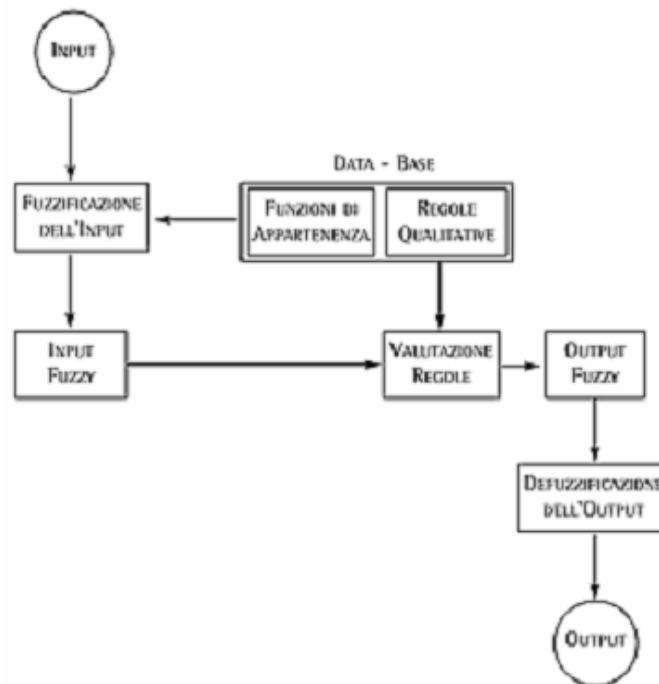 INPUT
DATA - BASE
FUZZIFICAZIONE
DELL'INPUT
FUNZIONI DI
APPARTENENZA
REGOLE
QUALITATIVE
INPUT
FUZZY
VALUTAZIONE
REGOLE
OUTPUT
FUZZY
DEFUZZIFICAZIONE
DELL'OUTPUT
OUTPUT